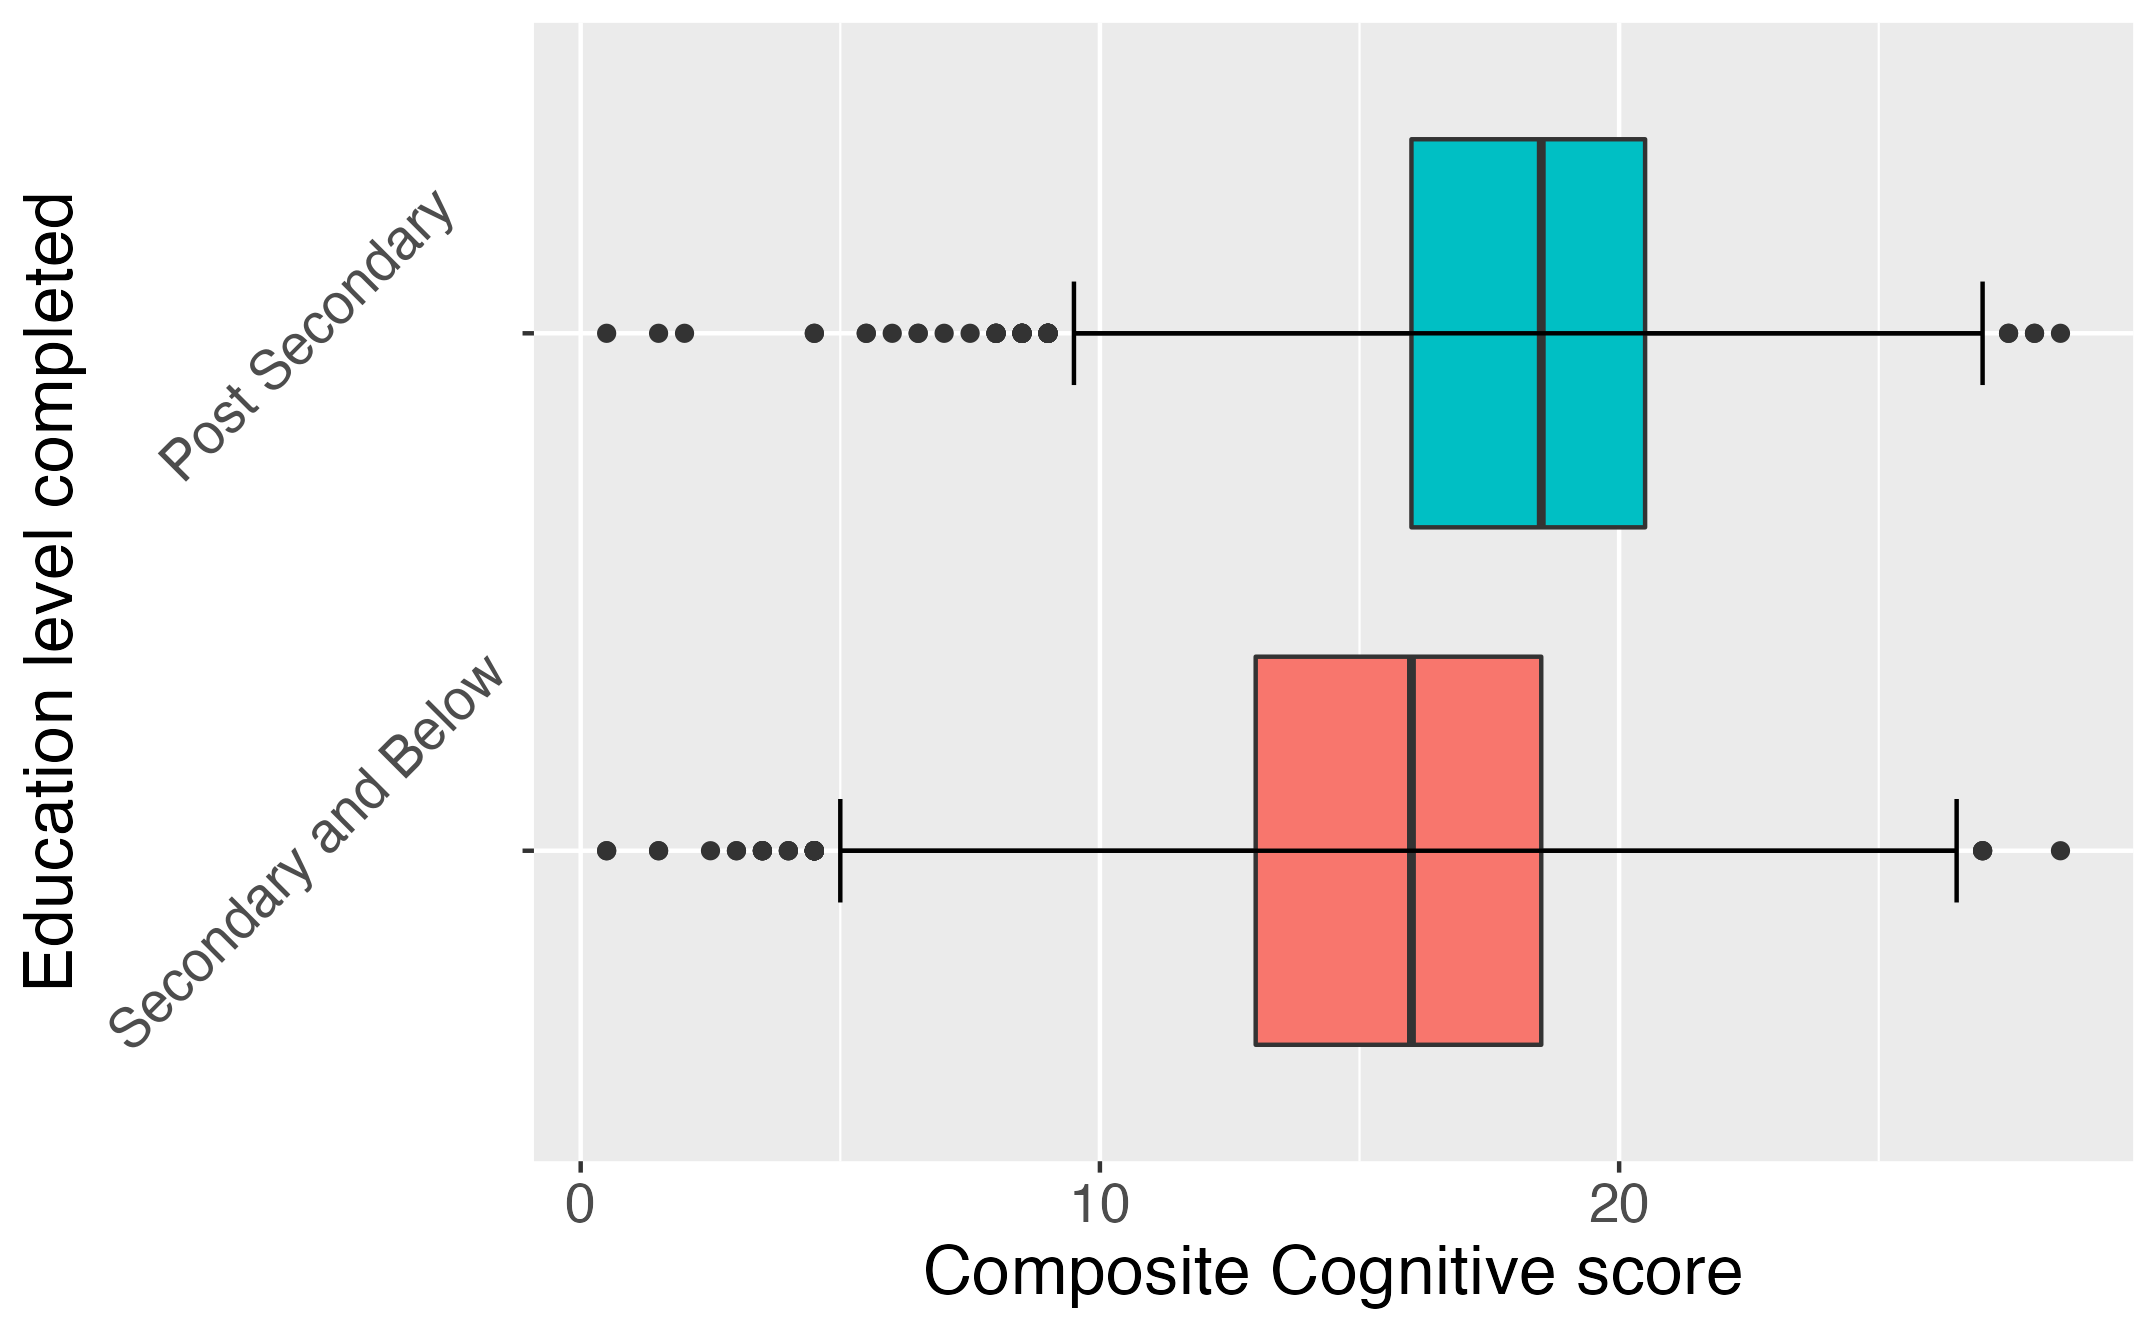 Education level completed
Post Secondary
Secondary and Below
0 10 20
Composite Cognitive score